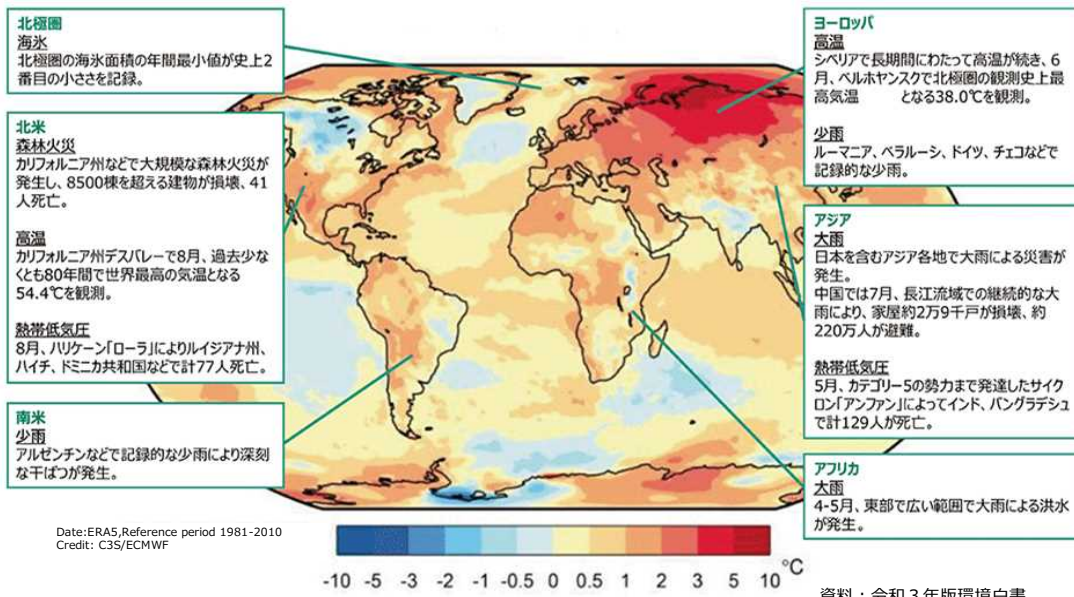 北極圏
海氷
北極圏の海氷面積の年間最小値が史上2
番目の小ささを記録。
北米
森林火災
カリフォルニア州などで大規模な森林火災が
発生し、8500棟を超える建物が損壊、41
人死亡。
高温
カリフォルニア州デスバレーで8月、過去少な
くとも80年間で世界最高の気温となる
54.4℃を観測。
熱帯低気圧
8月、ハリケーン「ローラ」によりルイジアナ州、
ハイチ、ドミニカ共和国などで計77人死亡。
南米
少雨
アルゼンチンなどで記録的な少雨により深刻
な干ばつが発生。
ヨーロッパ
高温
シベリアで長期間にわたって高温が続き、6
月、ベルホヤンスクで北極圏の観測史上最
高気温 となる38.0℃を観測。
少雨
ルーマニア、ベラルーシ、ドイツ、チェコなどで
記録的な少雨。
アジア
大雨
日本を含むアジア各地で大雨による災害が
発生。
中国では7月、長江流域での継続的な大
雨により、家屋約2万9千戸が損壊、約
220万人が避難。
熱帯低気圧
5月、カテゴリー5の勢力まで発達したサイク
ロン「アンファン」によってインド、バングラデシュ
で計129人が死亡。
アフリカ
大雨
4-5月、東部で広い範囲で大雨による洪水
が発生。
Date:ERA5,Reference period 1981-2010
Credit: C3S/ECMWF
-10 -5 -3 -2 -1 -0.5 0 0.5 1 2 3 5 10 ℃
資料：令和3年版環境白書